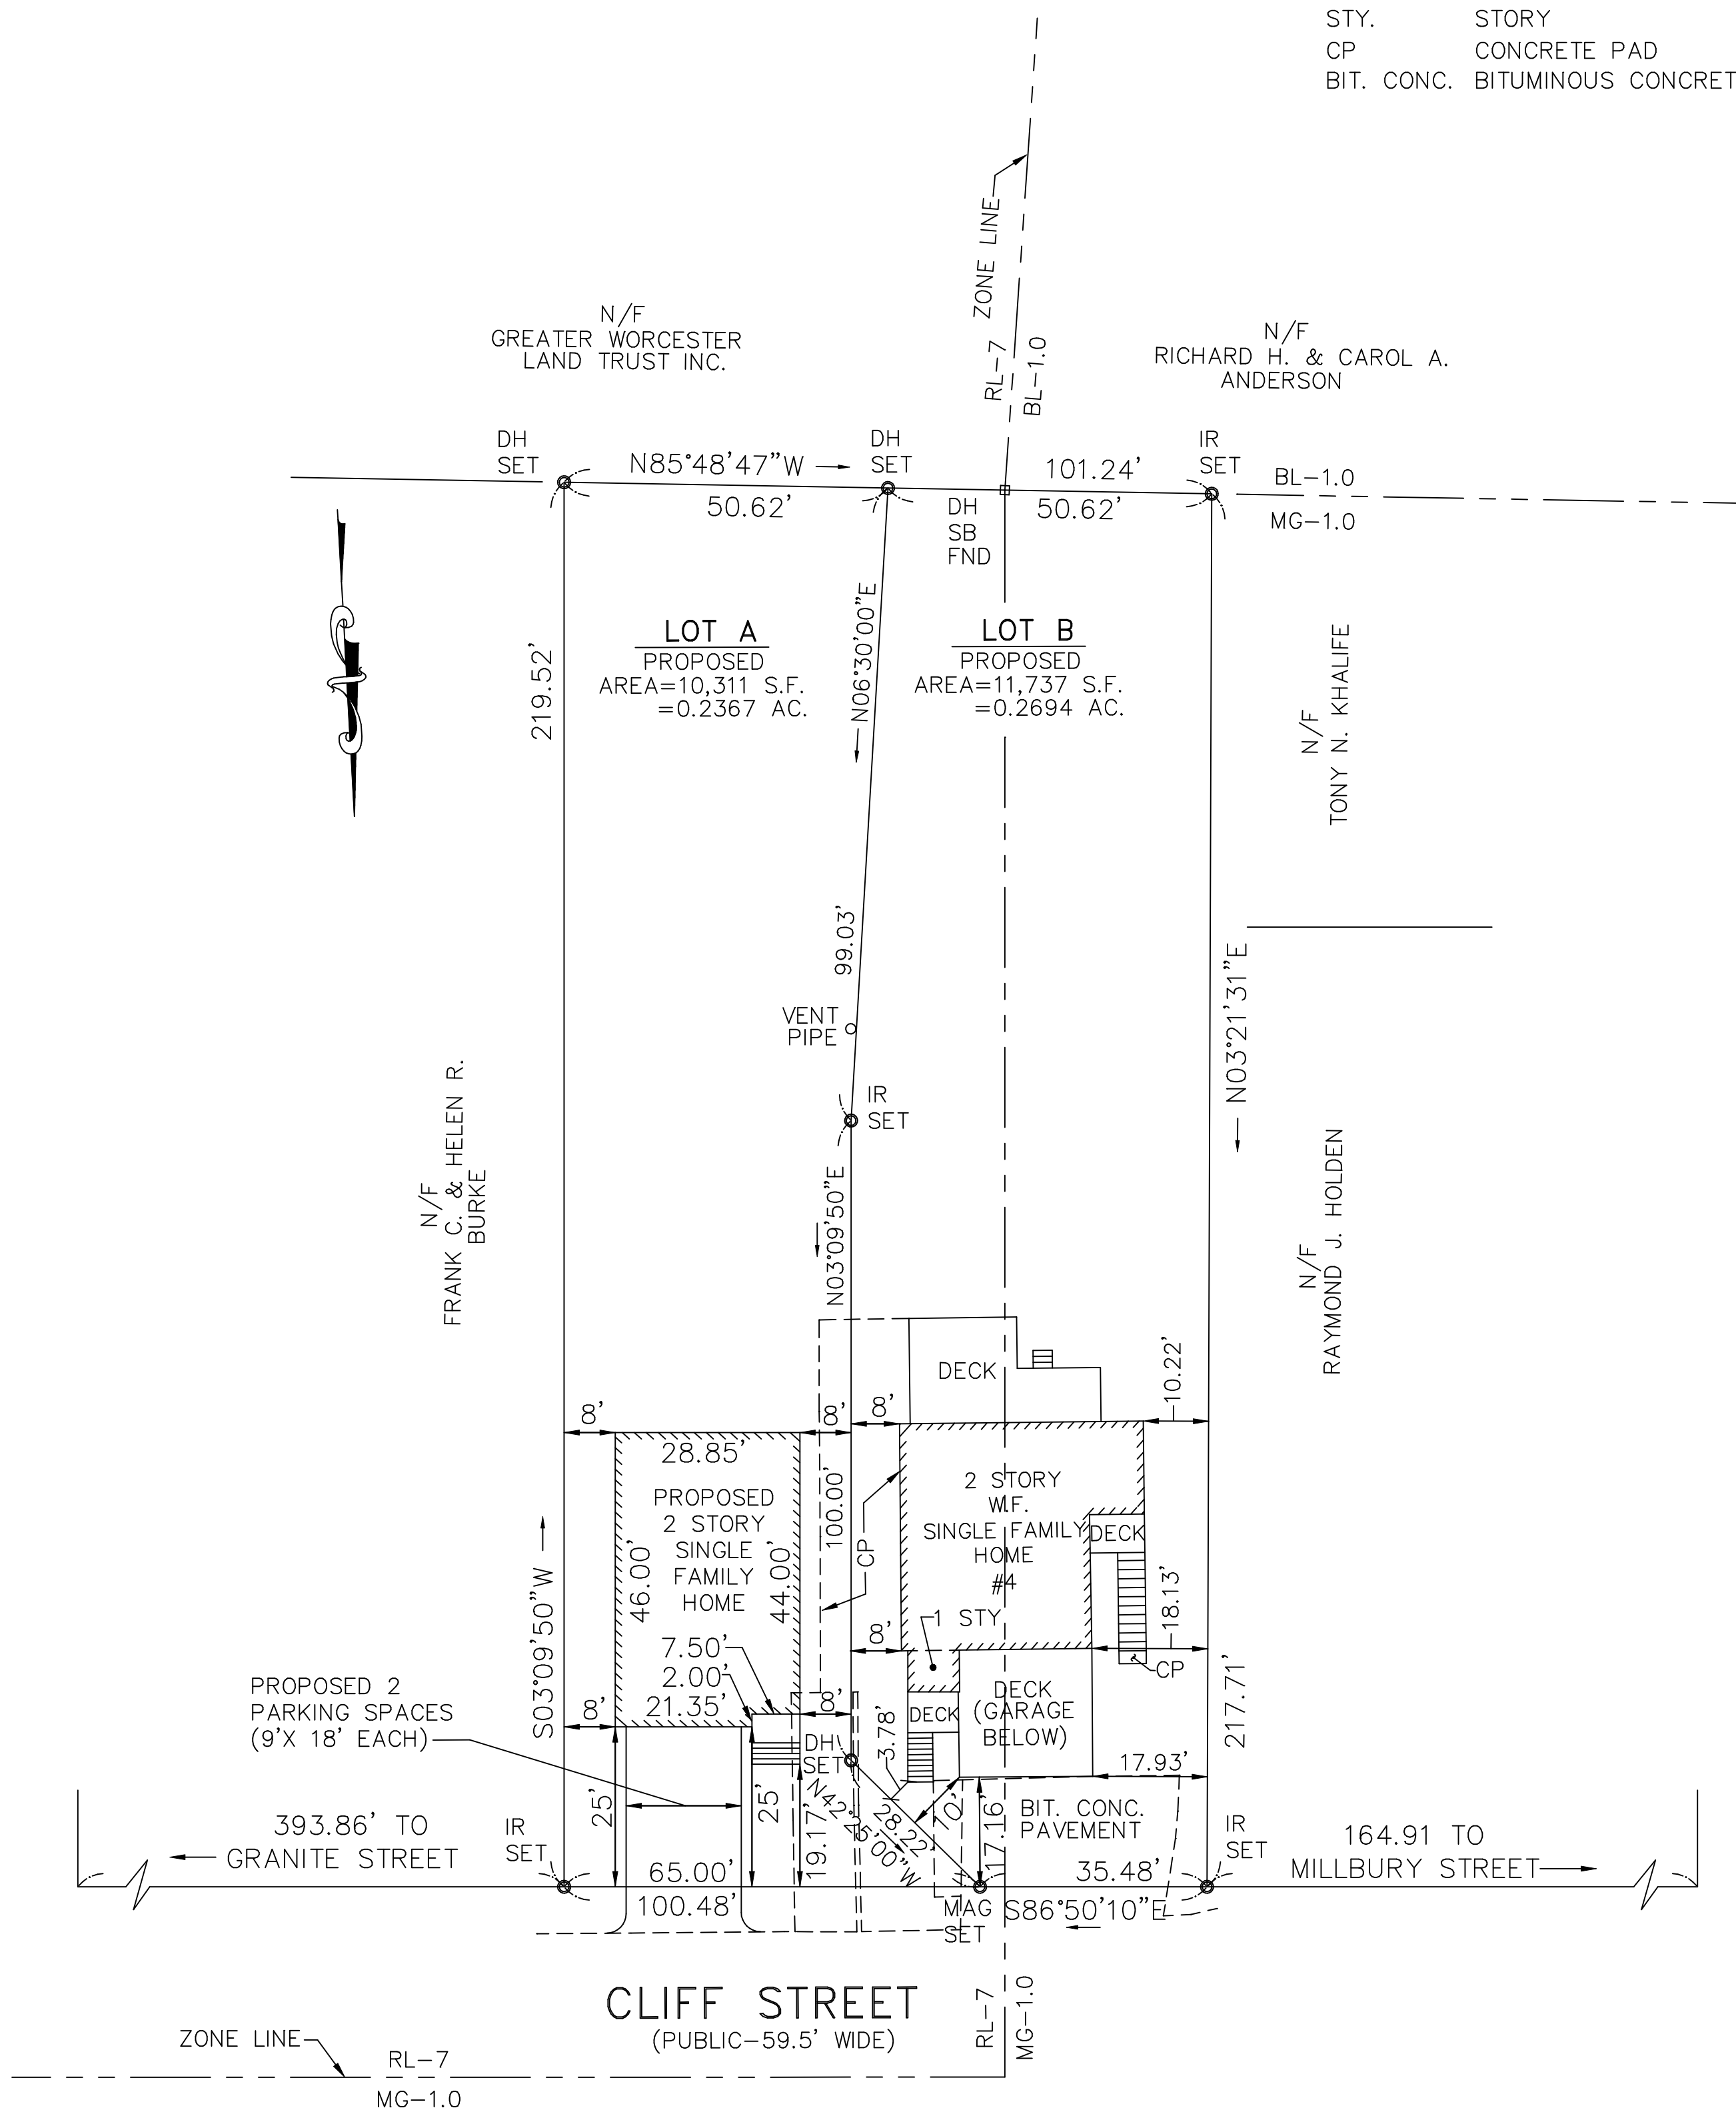 STY. STORY
CP CONCRETE PAD
BIT. CONC. BITUMINOUS CONCRET
ZONE LINE
RL-7
BL-1.0
N/F
GREATER WORCESTER
LAND TRUST INC.
N/F
RICHARD H. & CAROL A.
ANDERSON
DH
SET
N85°48'47"W
50.62'
DH
SET
DH
SB
FND
101.24'
50.62'
IR
SET
BL-1.0
MG-1.0
219.52'
LOT A
PROPOSED
AREA=10,311 S.F.
=0.2367 AC.
N06°30'00"E
LOT B
PROPOSED
AREA=11,737 S.F.
=0.2694 AC.
N/F
TONY N. KHALIFE
99.03'
N03°21'31"E
VENT
PIPE
IR
SET
N/F
FRANK C. & HELEN R.
BURKE
N03°09'50"E
N/F
RAYMOND J. HOLDEN
DECK
10.22'
8'
8'
8'
28.85'
PROPOSED
2 STORY
SINGLE
FAMILY
HOME
46.00'
44.00'
100.00'
CP
2 STORY
W.F.
SINGLE FAMILY
HOME
#4
DECK
18.13'
1 STY
8'
CP
S03°09'50"W
7.50'
2.00'
21.35'
8'
8'
PROPOSED 2
PARKING SPACES
(9'X 18' EACH)
DECK
DECK
(GARAGE
BELOW)
3.78'
217.71'
DH
SET
17.93'
25'
25'
19.17'
N42°25'00"W
28.22'
10'
17.16'
BIT. CONC.
PAVEMENT
393.86' TO
GRANITE STREET
IR
SET
65.00'
100.48'
35.48'
IR
SET
164.91 TO
MILLBURY STREET
MAG
SET
S86°50'10"E
CLIFF STREET
(PUBLIC-59.5' WIDE)
RL-7
MG-1.0
ZONE LINE
RL-7
MG-1.0